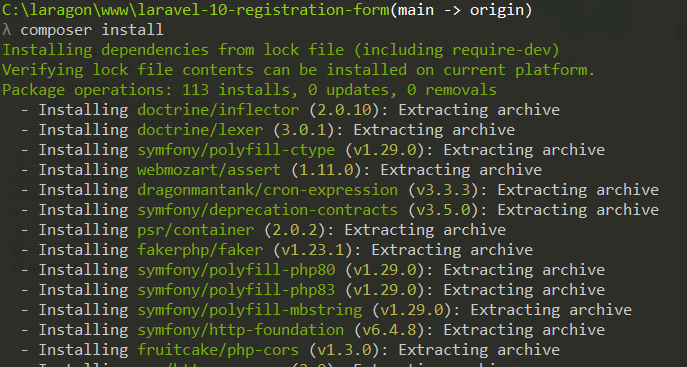 C:\laragon\www\laravel-10-registration-form(main -> origin)
λ composer install
Installing dependencies from lock file (including require-dev)
Verifying lock file contents can be installed on current platform.
Package operations: 113 installs, 0 updates, 0 removals
- Installing doctrine/inflector (2.0.10): Extracting archive
- Installing doctrine/lexer (3.0.1): Extracting archive
- Installing symfony/polyfill-ctype (v1.29.0): Extracting archive
- Installing webmozart/assert (1.11.0): Extracting archive
- Installing dragonmantank/cron-expression (v3.3.3): Extracting archive
- Installing symfony/deprecation-contracts (v3.5.0): Extracting archive
- Installing psr/container (2.0.2): Extracting archive
- Installing fakerphp/faker (v1.23.1): Extracting archive
- Installing symfony/polyfill-php80 (v1.29.0): Extracting archive
- Installing symfony/polyfill-php83 (v1.29.0): Extracting archive
- Installing symfony/polyfill-mbstring (v1.29.0): Extracting archive
- Installing symfony/http-foundation (v6.4.8): Extracting archive
- Installing fruitcake/php-cors (v1.3.0): Extracting archive